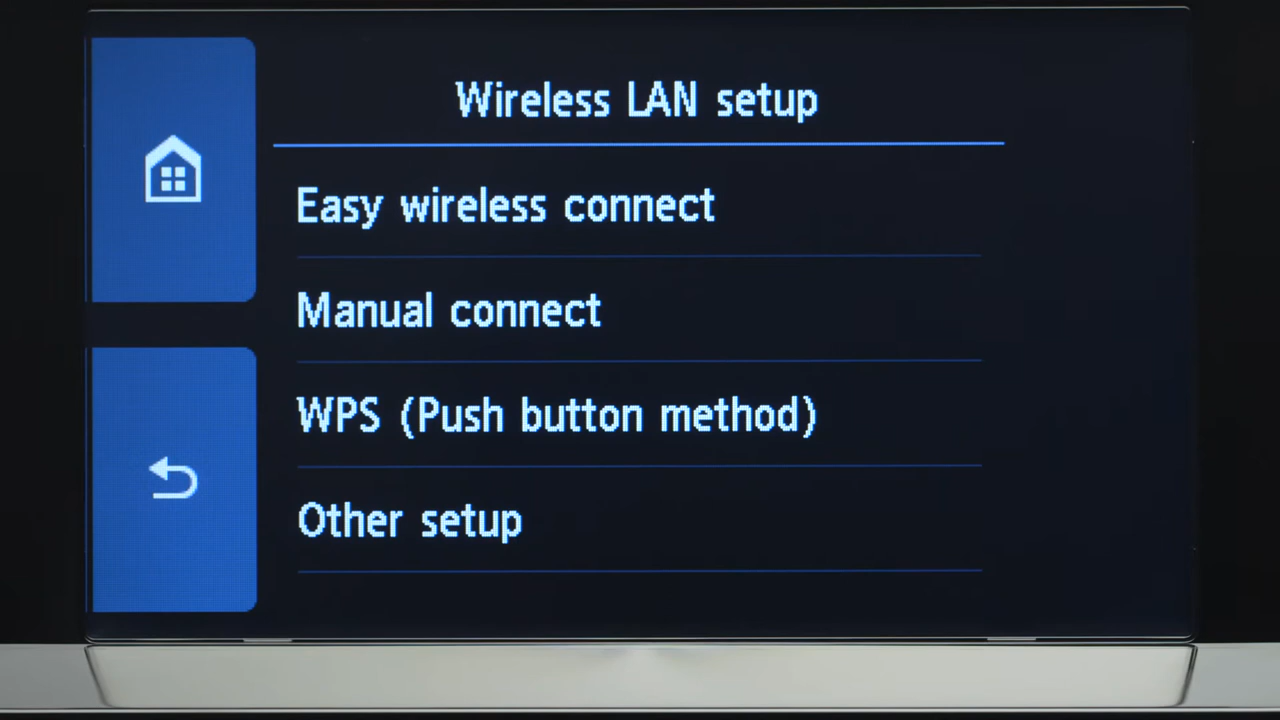 Wireless LAN setup
Easy wireless connect
Manual connect
WPS (Push button method)
Other setup